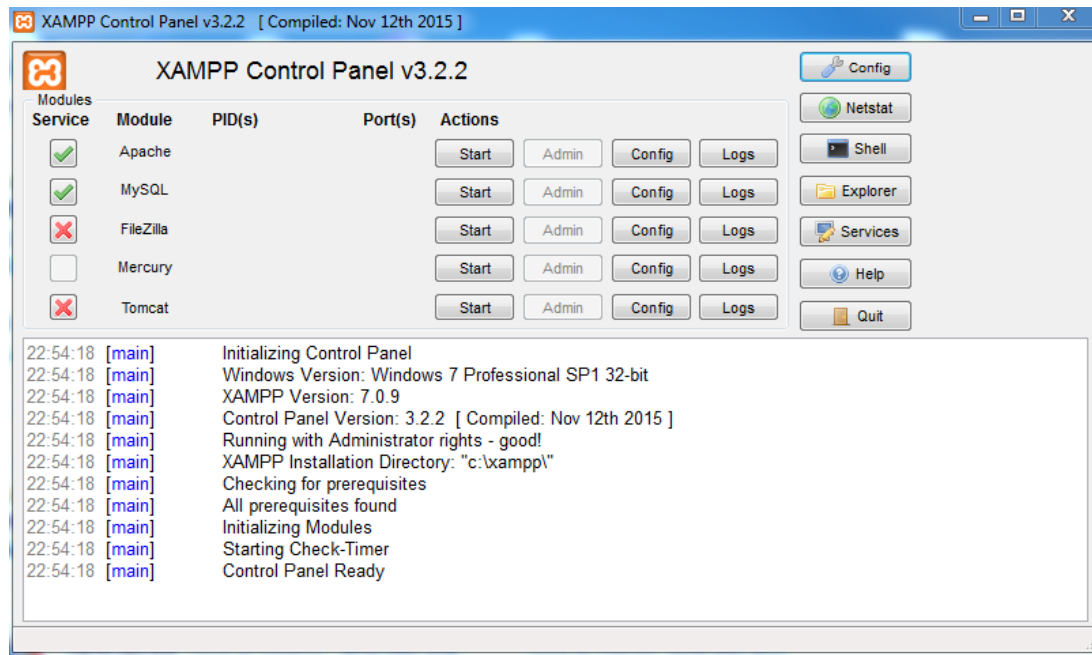 XAMPP Control Panel v3.2.2 [ Compiled: Nov 12th 2015 ]
XAMPP Control Panel v3.2.2
Config
Modules
Service Module PID(s) Port(s) Actions
Netstat
Apache Start Admin Config Logs
Shell
MySQL Start Admin Config Logs
Explorer
FileZilla Start Admin Config Logs
Services
Mercury Start Admin Config Logs
Help
Tomcat Start Admin Config Logs
Quit
22:54:18 [main] Initializing Control Panel
22:54:18 [main] Windows Version: Windows 7 Professional SP1 32-bit
22:54:18 [main] XAMPP Version: 7.0.9
22:54:18 [main] Control Panel Version: 3.2.2 [ Compiled: Nov 12th 2015 ]
22:54:18 [main] Running with Administrator rights - good!
22:54:18 [main] XAMPP Installation Directory: "c:\xampp\"
22:54:18 [main] Checking for prerequisites
22:54:18 [main] All prerequisites found
22:54:18 [main] Initializing Modules
22:54:18 [main] Starting Check-Timer
22:54:18 [main] Control Panel Ready